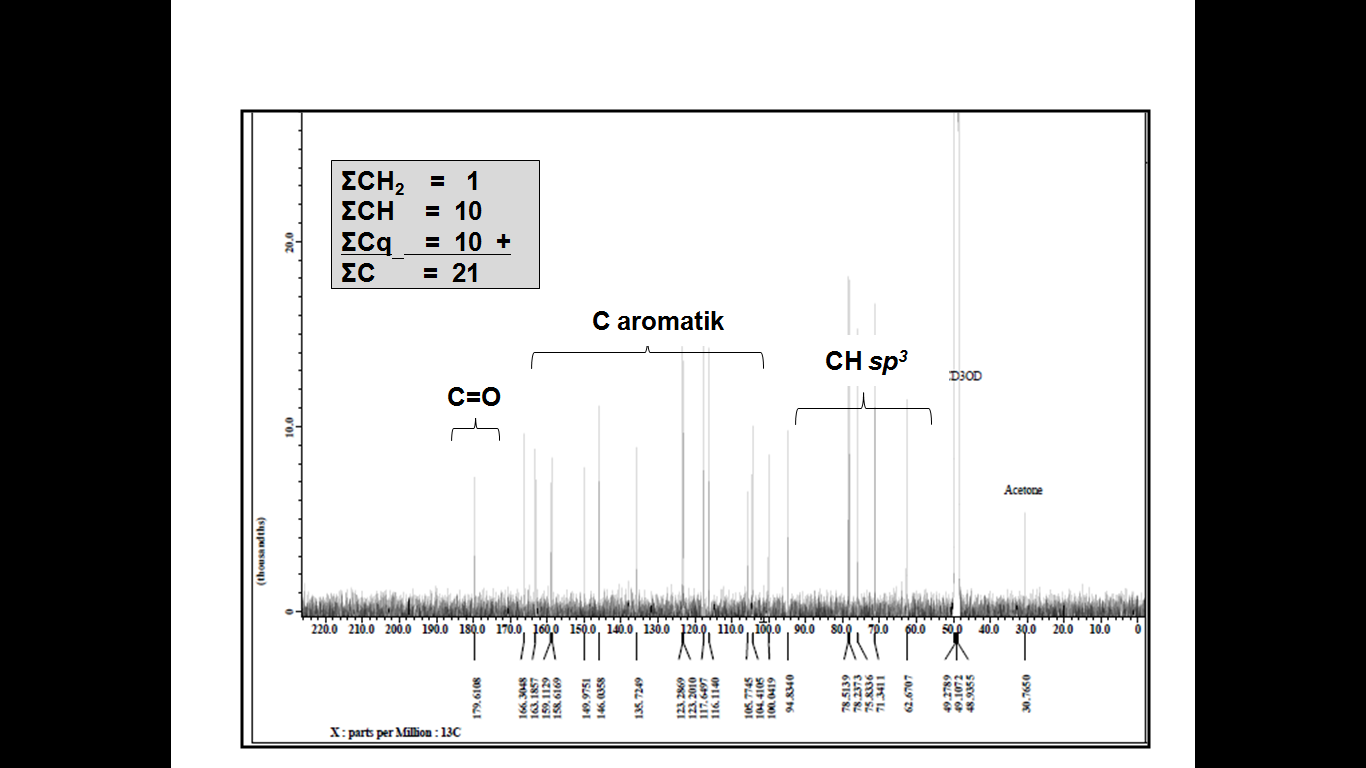 ΣCH2 = 1
ΣCH = 10
ΣCq_ = 10 +
ΣC = 21
C aromatik
CH sp3
C=O
D3OD
Acetone
(thousandths)
20.0
10.0
0
220.0 210.0 200.0 190.0 180.0 170.0 160.0 150.0 140.0 130.0 120.0 110.0 100.0 90.0 80.0 70.0 60.0 50.0 40.0 30.0 20.0 10.0 0
179.6108
166.3048
163.1857
159.1129
158.6169
149.9751
146.0358
135.7249
123.2869
123.2010
117.6497
116.1140
105.7745
104.4105
100.0419
94.8340
78.5139
78.2373
75.8336
71.3411
62.6707
49.2789
49.1072
48.9355
30.7650
X : parts per Million : 13C